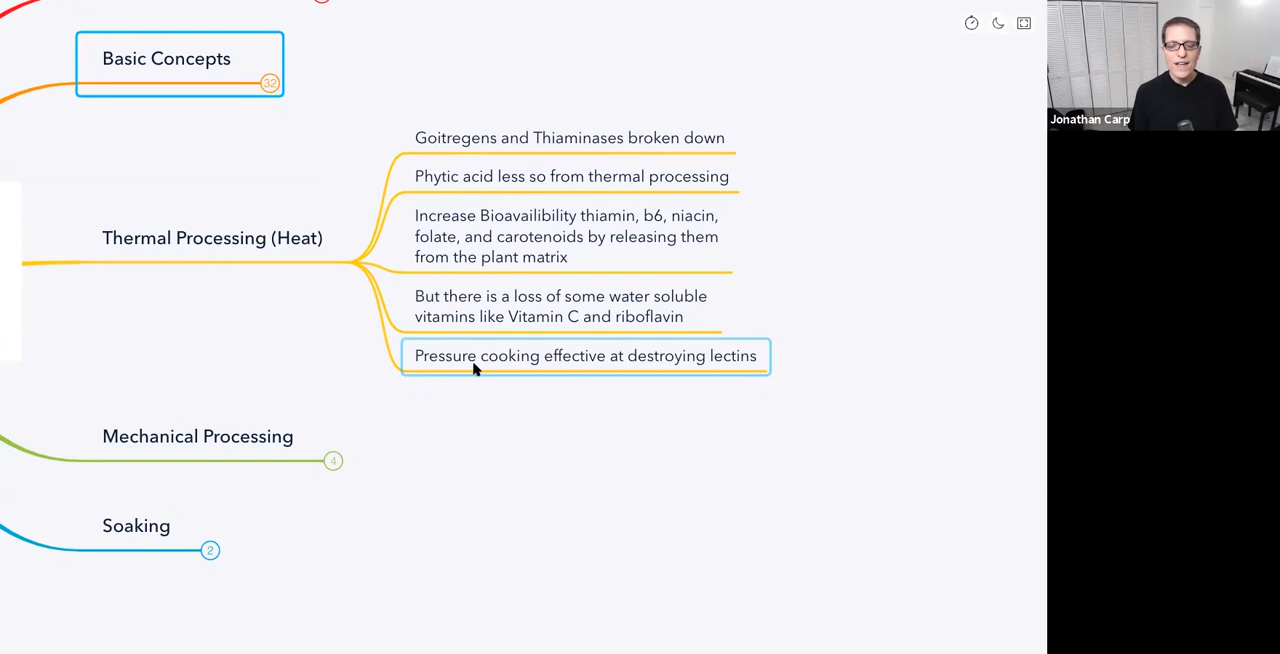 Basic Concepts
32
Goitregens and Thiaminases broken down
Phytic acid less so from thermal processing
Thermal Processing (Heat)
Increase Bioavailibility thiamin, b6, niacin,
folate, and carotenoids by releasing them
from the plant matrix
But there is a loss of some water soluble
vitamins like Vitamin C and riboflavin
Pressure cooking effective at destroying lectins
Mechanical Processing
4
Soaking
2
Jonathan Carp